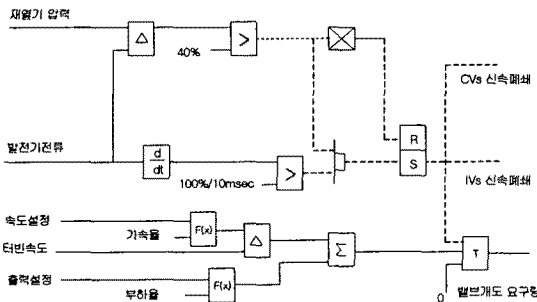 재열기 압력
Δ
>
40%
CVs 신속폐쇄
R
발전기전류
d
dt
S
>
100%/10msec
IVs 신속폐쇄
속도설정
F(x)
가속율
Δ
Σ
터빈속도
T
출력설정
F(x)
부하율
0
밸브개도 요구량